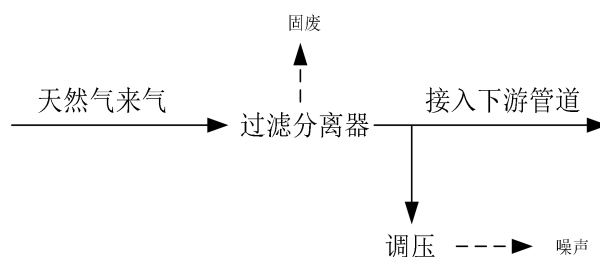 固废
天然气来气
过滤分离器
接入下游管道
调压
噪声